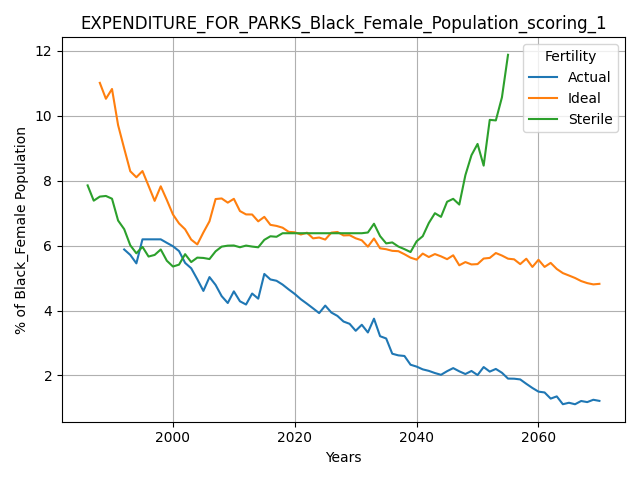 EXPENDITURE_FOR_PARKS_Black_Female_Population_scoring_1
Fertility
Actual
Ideal
Sterile
% of Black_Female Population
12
10
8
6
4
2
2000
2020
2040
2060
Years